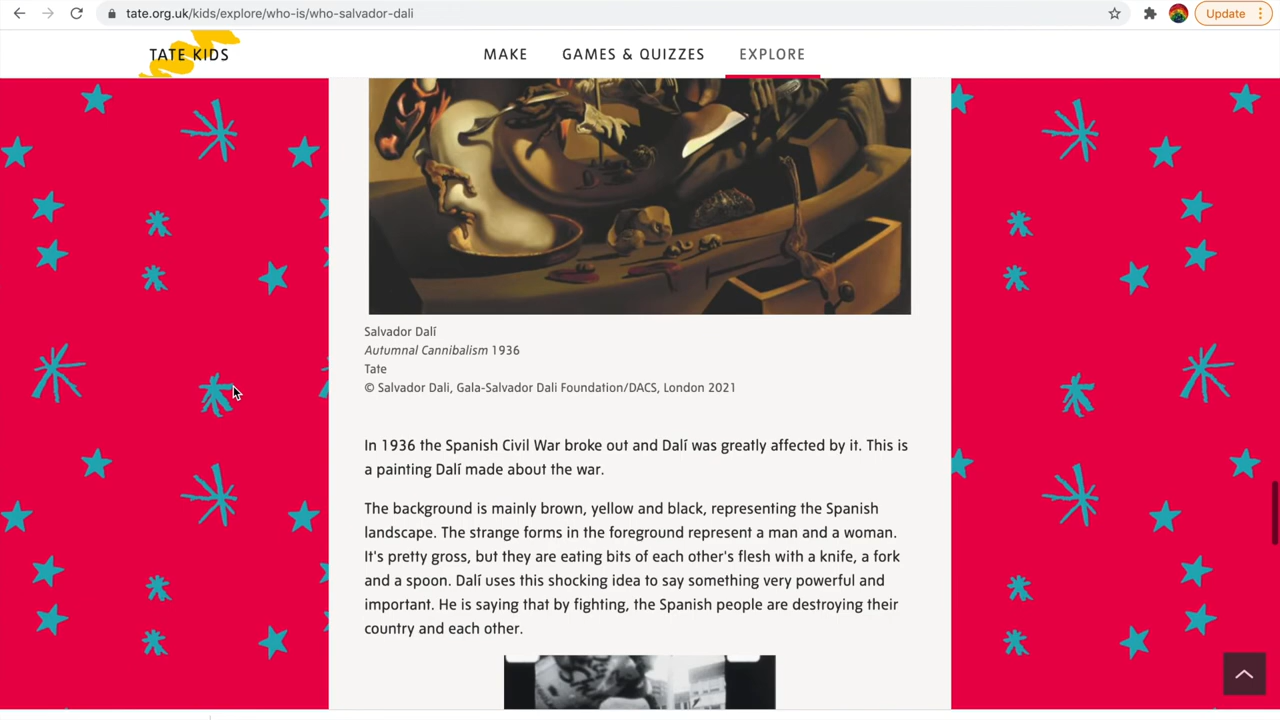 tate.org.uk/kids/explore/who-is/who-salvador-dali
Update
TATE KIDS
MAKE
GAMES & QUIZZES
EXPLORE
Salvador Dalí
Autumnal Cannibalism 1936
Tate
© Salvador Dali, Gala-Salvador Dali Foundation/DACS, London 2021
In 1936 the Spanish Civil War broke out and Dalí was greatly affected by it. This is
a painting Dalí made about the war.
The background is mainly brown, yellow and black, representing the Spanish
landscape. The strange forms in the foreground represent a man and a woman.
It's pretty gross, but they are eating bits of each other's flesh with a knife, a fork
and a spoon. Dalí uses this shocking idea to say something very powerful and
important. He is saying that by fighting, the Spanish people are destroying their
country and each other.